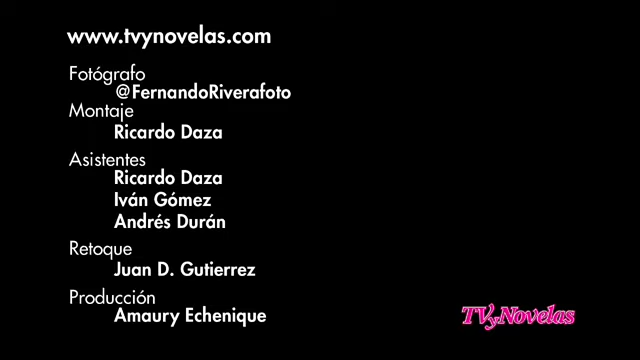 www.tvynovelas.com
Fotógrafo
@FernandoRiverafoto
Montaje
Ricardo Daza
Asistentes
Ricardo Daza
Iván Gómez
Andrés Durán
Retoque
Juan D. Gutierrez
Producción
Amaury Echenique
TVyNovelas